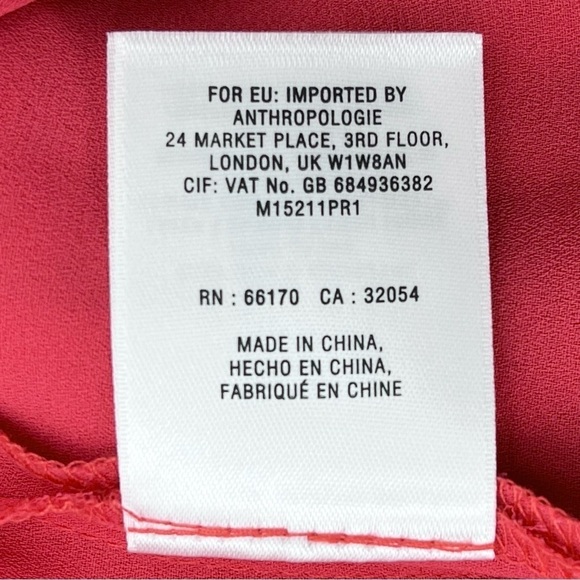 FOR EU: IMPORTED BY
ANTHROPOLOGIE
24 MARKET PLACE, 3RD FLOOR,
LONDON, UK W1W8AN
CIF: VAT No. GB 684936382
M15211PR1
RN : 66170 CA : 32054
MADE IN CHINA,
HECHO EN CHINA,
FABRIQUÉ EN CHINE